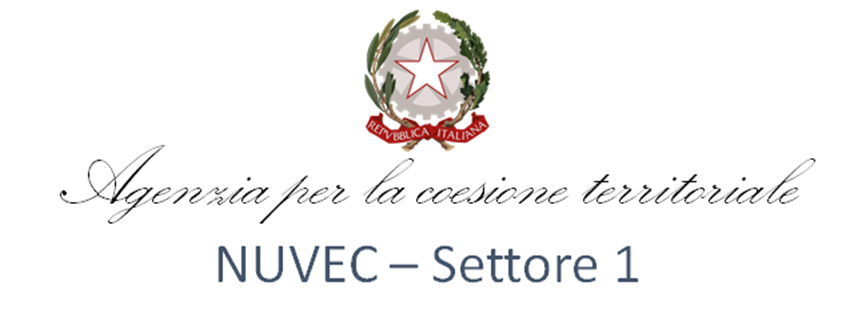 REPVBBLICA ITALIANA
Agenzia per la coesione territoriale
NUVEC – Settore 1